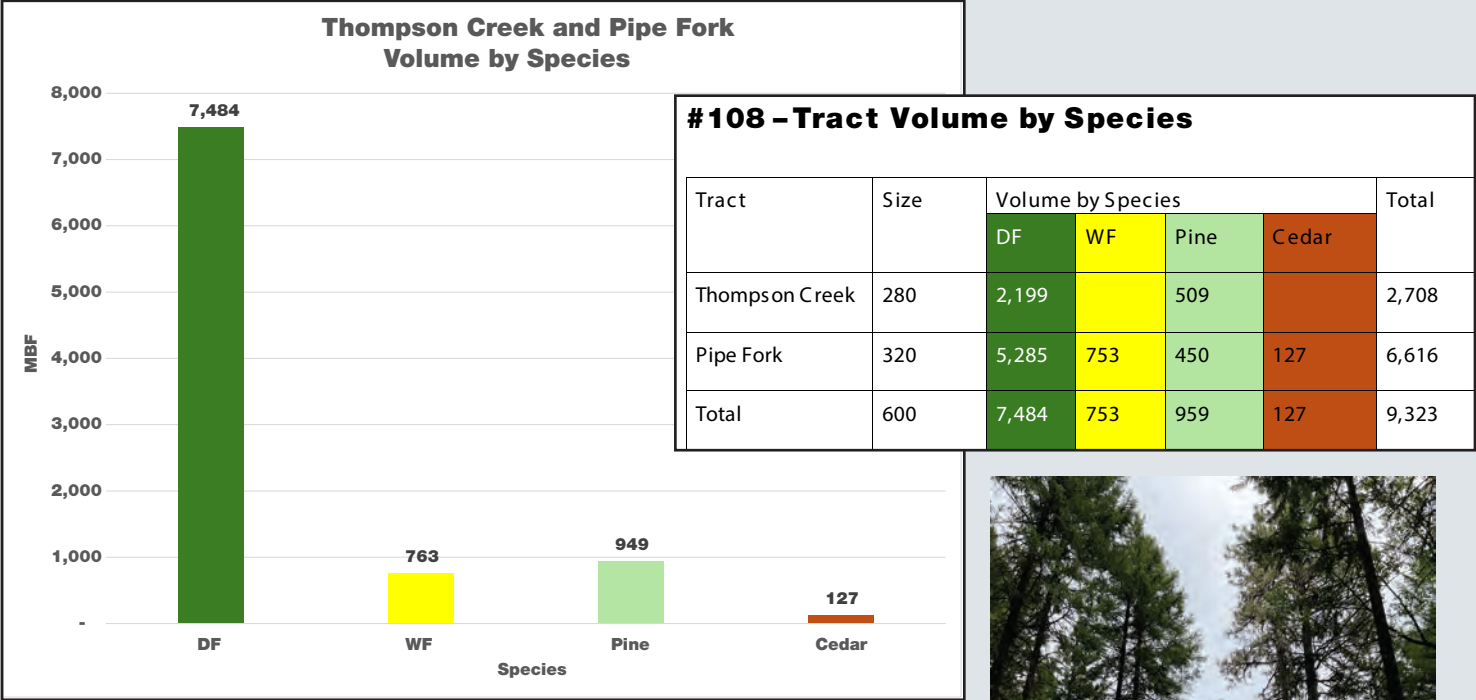 Thompson Creek and Pipe Fork
Volume by Species
8,000
7,000
6,000
5,000
4,000
3,000
2,000
1,000
-
MBF
7,484
763
949
127
DF WF Pine Cedar
Species
#108 – Tract Volume by Species
Tract Size Volume by Species Total
DF WF Pine Cedar
Thompson Creek 280 2,199 509 2,708
Pipe Fork 320 5,285 753 450 127 6,616
Total 600 7,484 753 959 127 9,323